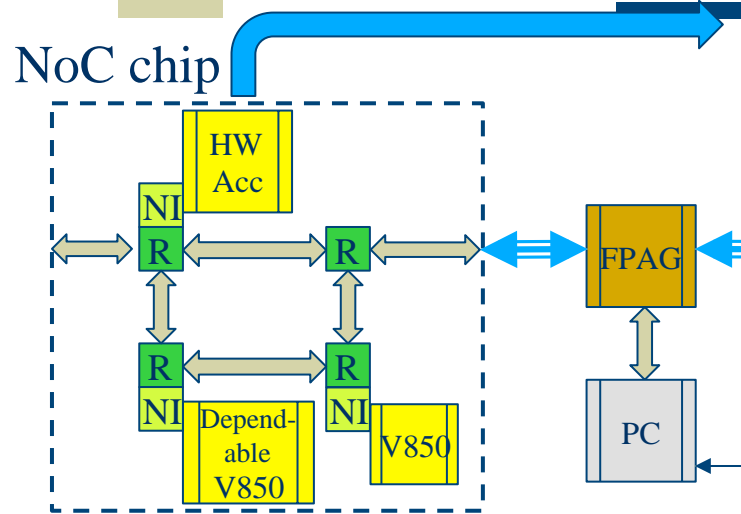 NoC chip
HW
Acc
NI
R
R
FPAG
R
R
NI
NI
Depend-
able
V850
V850
PC